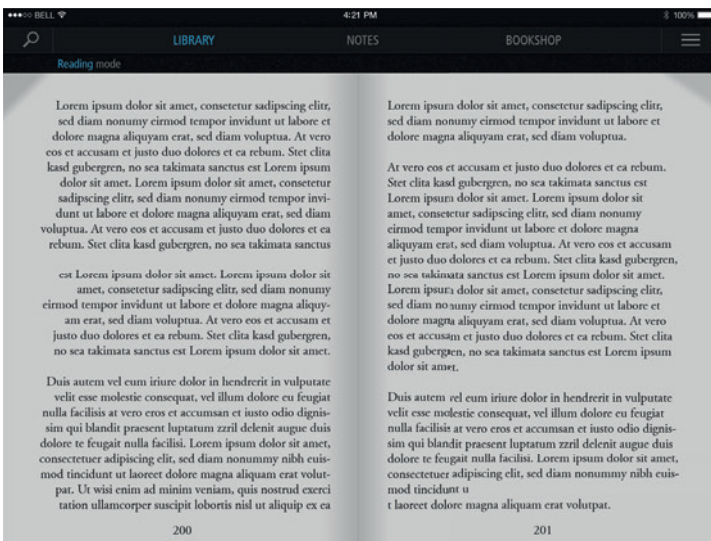 BELL
4:21 PM
100%
LIBRARY
NOTES
BOOKSHOP
Reading mode
Lorem ipsum dolor sit amet, consetetur sadipscing elitr,
sed diam nonumy eirmod tempor invidunt ut labore et
dolore magna aliquyam erat, sed diam voluptua. At vero
eos et accusam et justo duo dolores et ea rebum. Stet clita
kasd gubergren, no sea takimata sanctus est Lorem ipsum
dolor sit amet. Lorem ipsum dolor sit amet, consetetur
sadipscing elitr, sed diam nonumy eirmod tempor invi-
dunt ut labore et dolore magna aliquyam erat, sed diam
voluptua. At vero eos et accusam et justo duo dolores et ea
rebum. Stet clita kasd gubergren, no sea takimata sanctus
est Lorem ipsum dolor sit amet. Lorem ipsum dolor sit
amet, consetetur sadipscing elitr, sed diam nonumy
eirmod tempor invidunt ut labore et dolore magna aliquy-
am erat, sed diam voluptua. At vero eos et accusam et
justo duo dolores et ea rebum. Stet clita kasd gubergren,
no sea takimata sanctus est Lorem ipsum dolor sit amet.
Duis autem vel eum iriure dolor in hendrerit in vulputate
velit esse molestie consequat, vel illum dolore eu feugiat
nulla facilisis at vero eros et accumsan et iusto odio dignis-
sim qui blandit praesent luptatum zzril delenit augue duis
dolore te feugait nulla facilisi. Lorem ipsum dolor sit amet,
consectetuer adipiscing elit, sed diam nonummy nibh euis-
mod tincidunt ut laoreet dolore magna aliquam erat volut-
pat. Ut wisi enim ad minim veniam, quis nostrud exerci
tation ullamcorper suscipit lobortis nisl ut aliquip ex ea
200
Lorem ipsum dolor sit amet, consetetur sadipscing elitr,
sed diam nonumy eirmod tempor invidunt ut labore et
dolore magna aliquyam erat, sed diam voluptua.
At vero eos et accusam et justo duo dolores et ea rebum.
Stet clita kasd gubergren, no sea takimata sanctus est
Lorem ipsum dolor sit amet. Lorem ipsum dolor sit
amet, consetetur sadipscing elitr, sed diam nonumy
eirmod tempor invidunt ut labore et dolore magna
aliquyam erat, sed diam voluptua. At vero eos et accusam
et justo duo dolores et ea rebum. Stet clita kasd gubergren,
no sea takimata sanctus est Lorem ipsum dolor sit amet.
Lorem ipsum dolor sit amet, consetetur sadipscing elitr,
sed diam nonumy eirmod tempor invidunt ut labore et
dolore magna aliquyam erat, sed diam voluptua. At vero
eos et accusam et justo duo dolores et ea rebum. Stet clita
kasd gubergren, no sea takimata sanctus est Lorem ipsum
dolor sit amet.
Duis autem vel eum iriure dolor in hendrerit in vulputate
velit esse molestie consequat, vel illum dolore eu feugiat
nulla facilisis at vero eros et accumsan et iusto odio dignis-
sim qui blandit praesent luptatum zzril delenit augue duis
dolore te feugait nulla facilisi. Lorem ipsum dolor sit amet,
consectetuer adipiscing elit, sed diam nonummy nibh euis-
mod tincidunt u
t laoreet dolore magna aliquam erat volutpat.
201